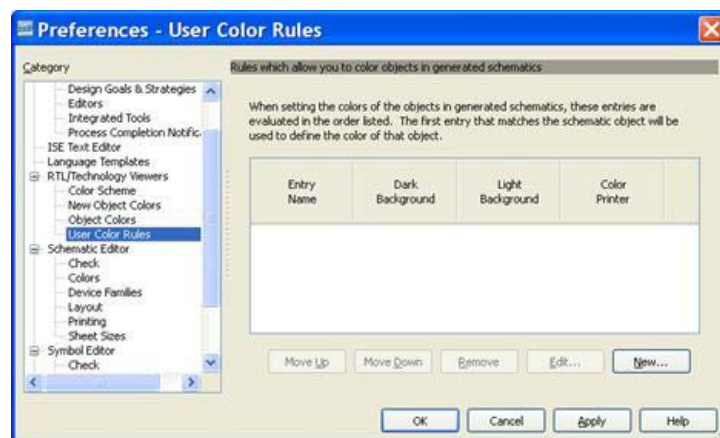 Preferences - User Color Rules
Category
Rules which allow you to color objects in generated schematics
Design Goals & Strategies
Editors
Integrated Tools
Process Completion Notific
ISE Text Editor
Language Templates
RTL/Technology Viewers
Color Scheme
New Object Colors
Object Colors
User Color Rules
Schematic Editor
Check
Colors
Device Families
Layout
Printing
Sheet Sizes
Symbol Editor
Check
When setting the colors of the objects in generated schematics, these entries are
evaluated in the order listed. The first entry that matches the schematic object will be
used to define the color of that object.
Entry Name
Dark Background
Light Background
Color Printer
Move Up
Move Down
Remove
Edit...
New...
OK
Cancel
Apply
Help